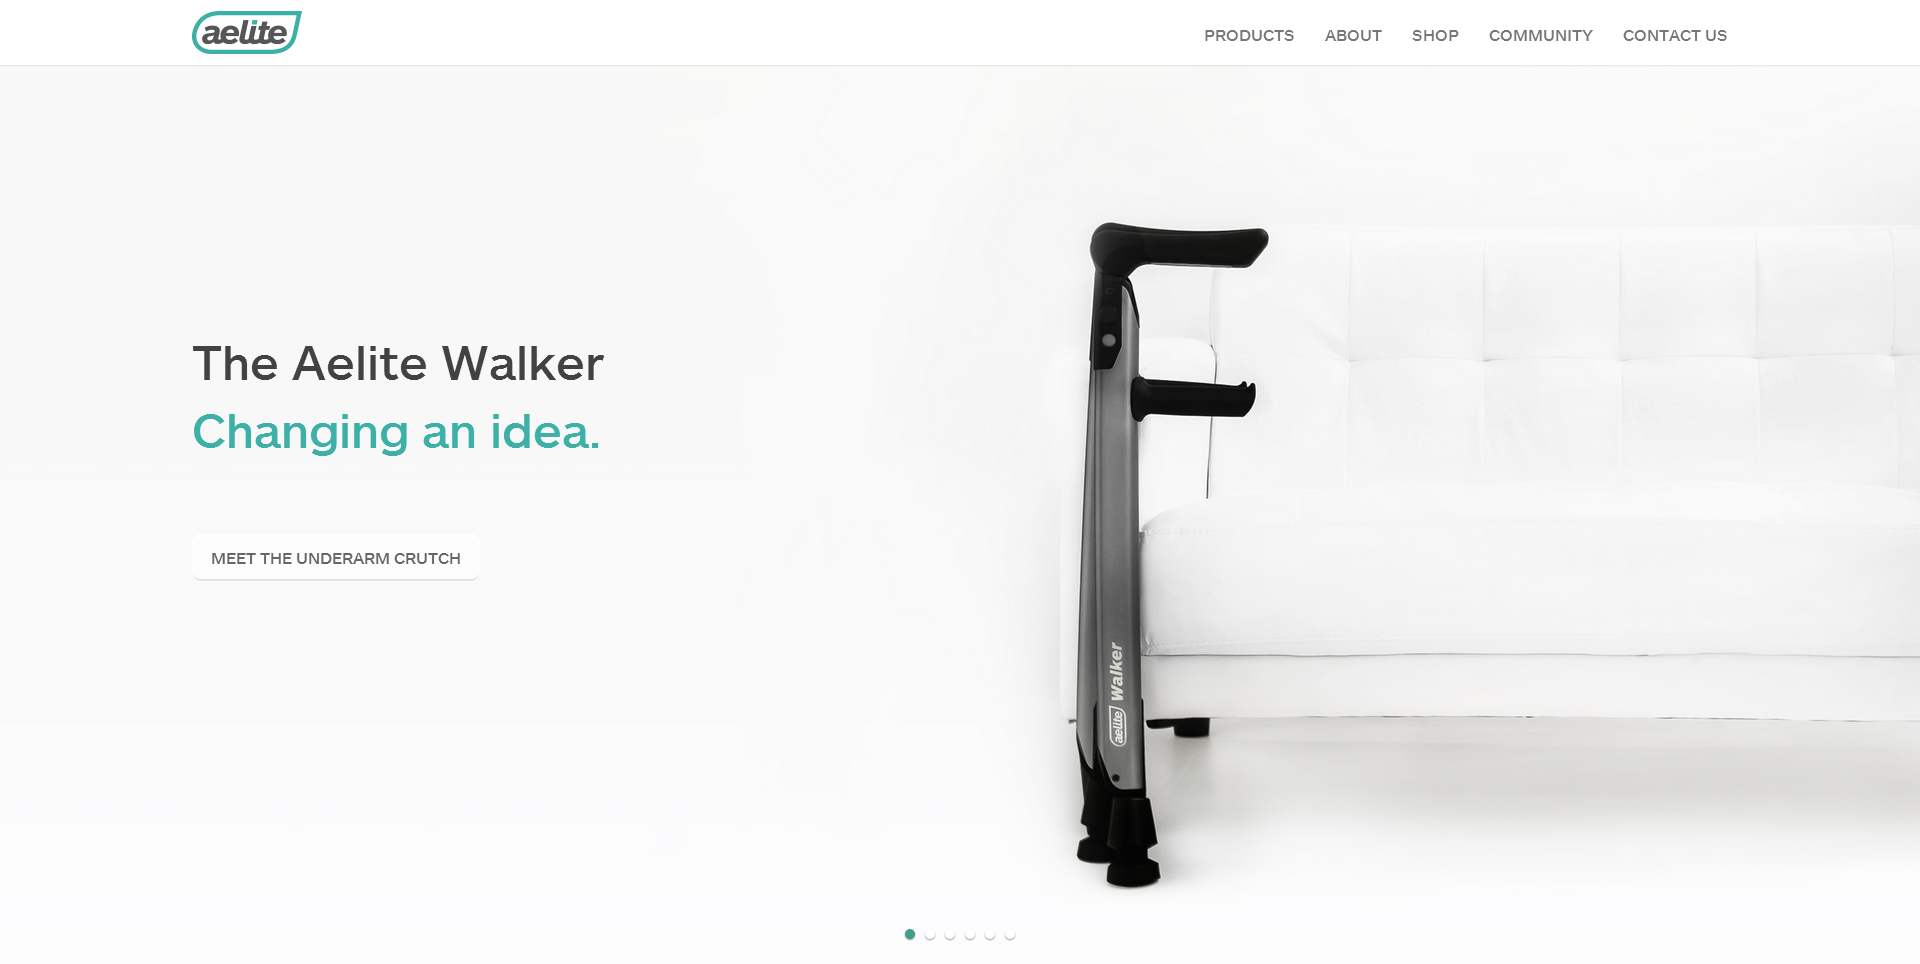 aelite
PRODUCTS ABOUT SHOP COMMUNITY CONTACT US
The Aelite Walker
Changing an idea.
MEET THE UNDERARM CRUTCH
aelite Walker